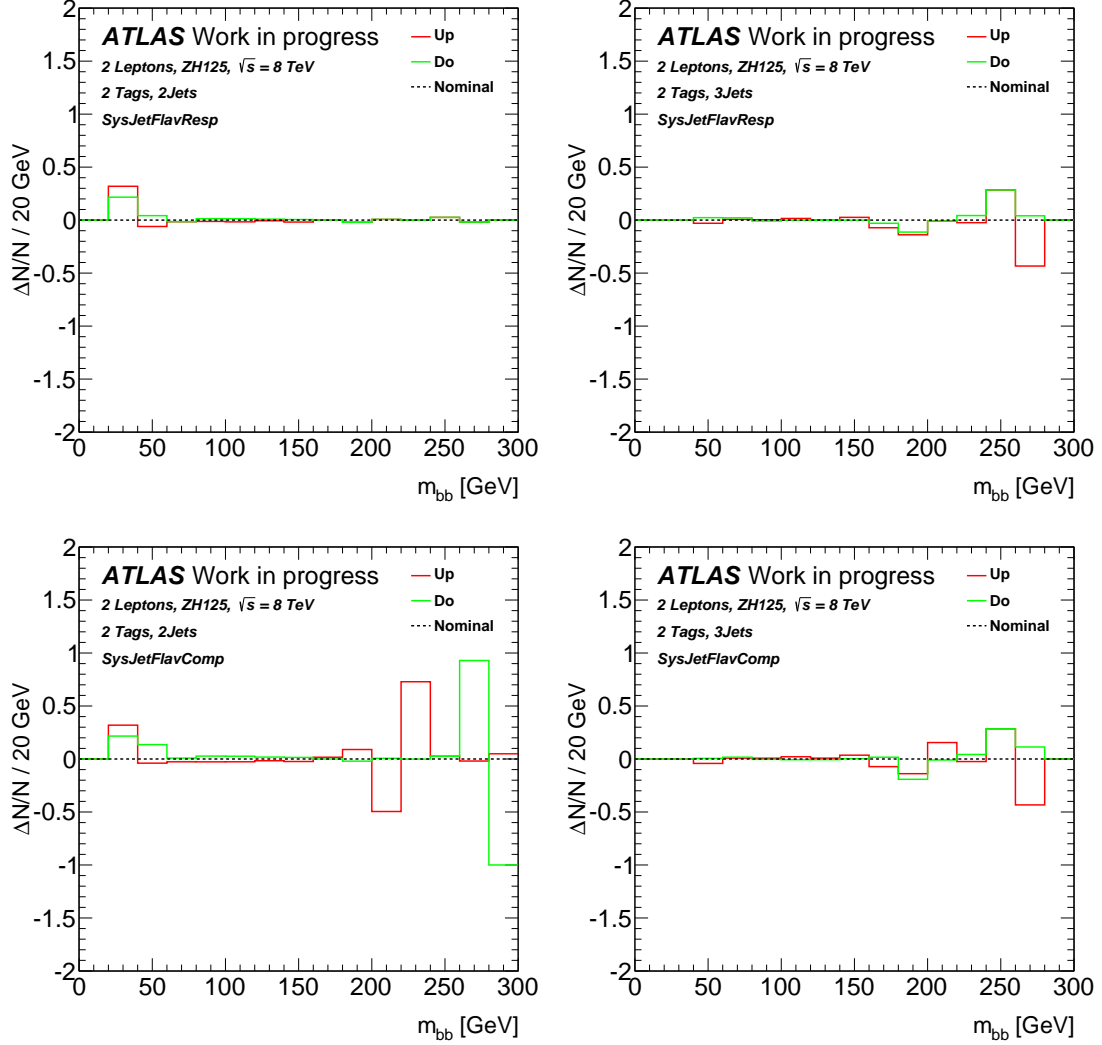 ATLAS Work in progress
2 Leptons, ZH125, √s = 8 TeV
2 Tags, 2Jets
SysJetFlavResp
Up
Do
Nominal
2
1.5
1
0.5
0
-0.5
-1
-1.5
-2
ΔN/N / 20 GeV
0 50 100 150 200 250 300
m_bb [GeV]
ATLAS Work in progress
2 Leptons, ZH125, √s = 8 TeV
2 Tags, 3Jets
SysJetFlavResp
Up
Do
Nominal
2
1.5
1
0.5
0
-0.5
-1
-1.5
-2
ΔN/N / 20 GeV
0 50 100 150 200 250 300
m_bb [GeV]
ATLAS Work in progress
2 Leptons, ZH125, √s = 8 TeV
2 Tags, 2Jets
SysJetFlavComp
Up
Do
Nominal
2
1.5
1
0.5
0
-0.5
-1
-1.5
-2
ΔN/N / 20 GeV
0 50 100 150 200 250 300
m_bb [GeV]
ATLAS Work in progress
2 Leptons, ZH125, √s = 8 TeV
2 Tags, 3Jets
SysJetFlavComp
Up
Do
Nominal
2
1.5
1
0.5
0
-0.5
-1
-1.5
-2
ΔN/N / 20 GeV
0 50 100 150 200 250 300
m_bb [GeV]